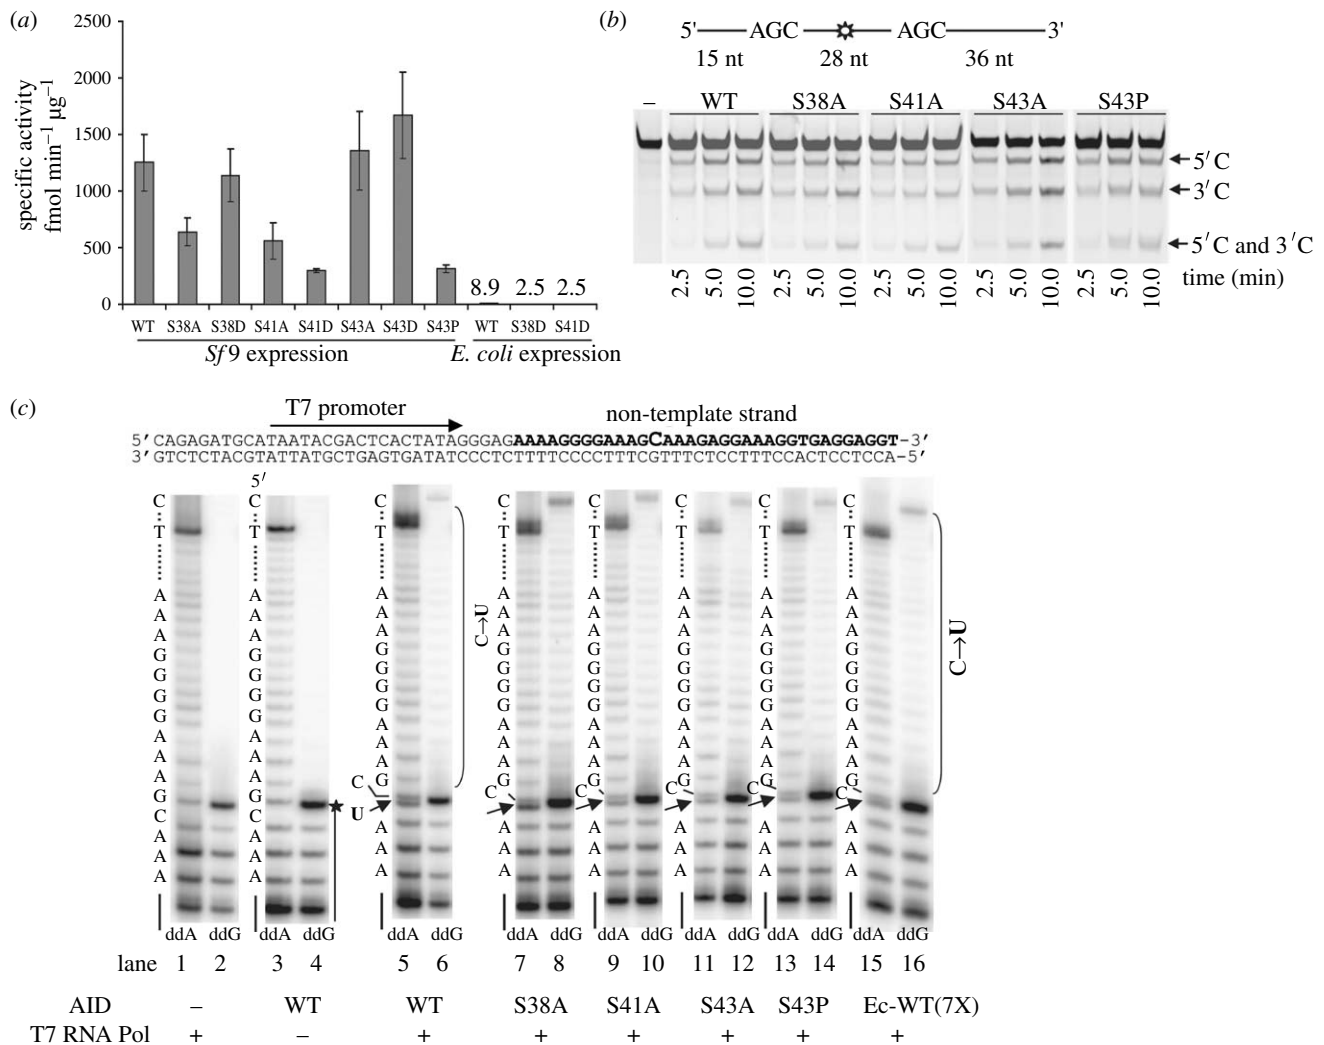 (a)
2500
2000
1500
1000
500
0
specific activity
fmol min⁻¹ µg⁻¹
8.9 2.5 2.5
WT S38A S38D S41A S41D S43A S43D S43P WT S38D S41D
Sf9 expression E. coli expression
(b)
5' AGC AGC 3'
15 nt 28 nt 36 nt
– WT S38A S41A S43A S43P
5′C
3′C
5′C and 3′C
2.5 5.0 10.0 2.5 5.0 10.0 2.5 5.0 10.0 2.5 5.0 10.0 2.5 5.0 10.0 time (min)
(c)
T7 promoter non-template strand
5′CAGAGATGCATAATACGACTCACTATAGGGAGAAAAGGGGAAAGCAAAGAGGAAAGGTGAGGAGGT-3′
3′GTCTCTACGTATTATGCTGAGTGATATCCCTCTTTTCCCCTTTCGTTTCTCCTTTCCACTCCTCCA-5′
5′
C C C C C C C C
T T T T T T T T
A A A A A A A A
A A A A A A A A
A A A A A A A A
G G G G G G G G
G G G G G G G G
G G G G G G G G
G G G G G G G G
A A A A A A A A
A A A A A A A A
A A A A A A A A
G G G G G G G G
C C C C C C C C
U
A A A A A A A A
A A A A A A A A
A A A A A A A A
C→U
C→U
ddA ddG ddA ddG ddA ddG ddA ddG ddA ddG ddA ddG ddA ddG ddA ddG
lane 1 2 3 4 5 6 7 8 9 10 11 12 13 14 15 16
AID – WT WT S38A S41A S43A S43P Ec-WT(7X)
T7 RNA Pol + – + + + + + +